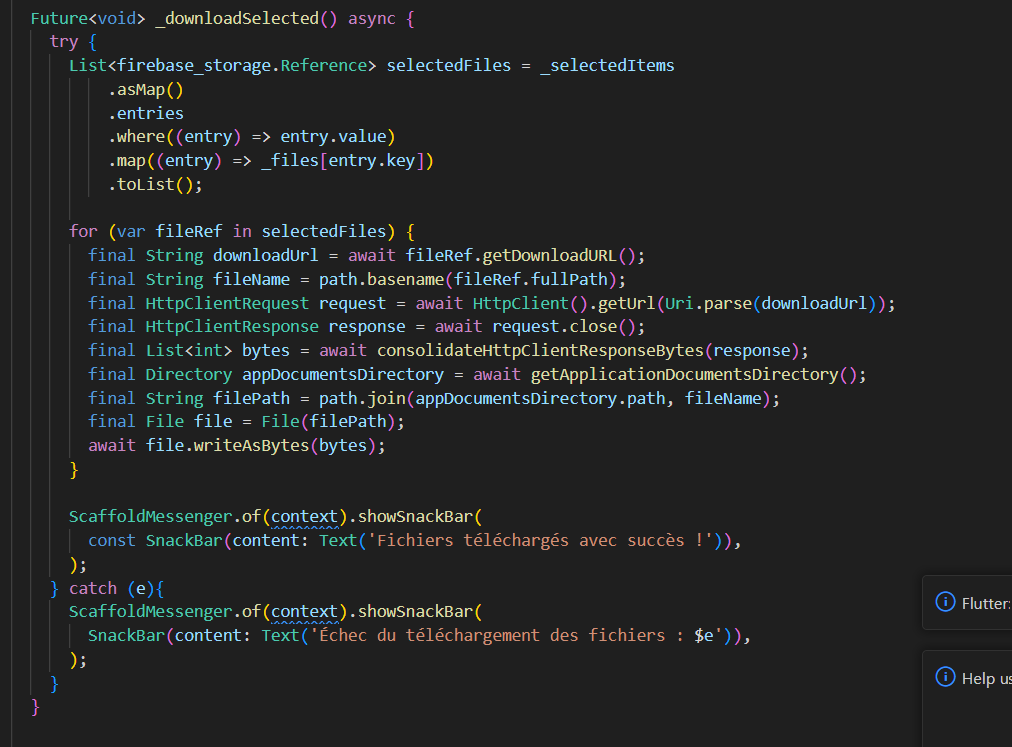 Future<void> _downloadSelected() async {
try {
List<firebase_storage.Reference> selectedFiles = _selectedItems
.asMap()
.entries
.where((entry) => entry.value)
.map((entry) => _files[entry.key])
.toList();
for (var fileRef in selectedFiles) {
final String downloadUrl = await fileRef.getDownloadURL();
final String fileName = path.basename(fileRef.fullPath);
final HttpClientRequest request = await HttpClient().getUrl(Uri.parse(downloadUrl));
final HttpClientResponse response = await request.close();
final List<int> bytes = await consolidateHttpClientResponseBytes(response);
final Directory appDocumentsDirectory = await getApplicationDocumentsDirectory();
final String filePath = path.join(appDocumentsDirectory.path, fileName);
final File file = File(filePath);
await file.writeAsBytes(bytes);
}
ScaffoldMessenger.of(context).showSnackBar(
const SnackBar(content: Text('Fichiers téléchargés avec succès !')),
);
} catch (e){
ScaffoldMessenger.of(context).showSnackBar(
SnackBar(content: Text('Échec du téléchargement des fichiers : $e')),
);
}
}
Flutter:
Help us